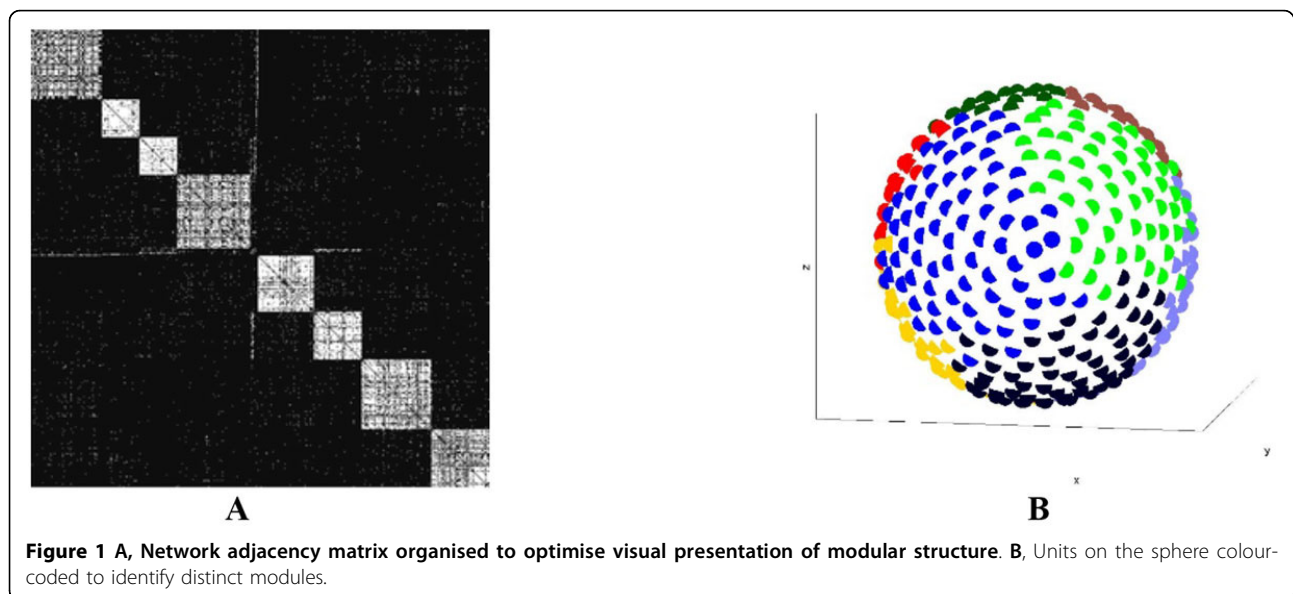 z
y
x
A
B
Figure 1 A, Network adjacency matrix organised to optimise visual presentation of modular structure. B, Units on the sphere colour-
coded to identify distinct modules.